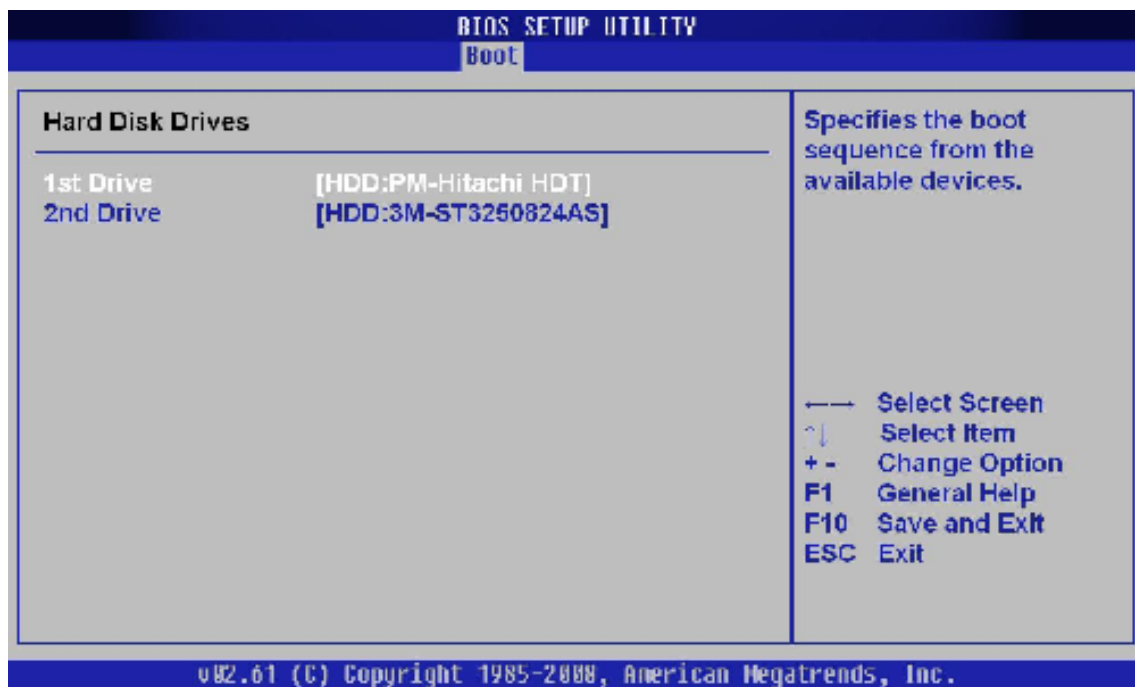 BIOS SETUP UTILITY
Boot
Hard Disk Drives
1st Drive [HDD:PM-Hitachi HDT]
2nd Drive [HDD:3M-ST3250824AS]
Specifies the boot
sequence from the
available devices.
←→ Select Screen
↑↓ Select Item
+ - Change Option
F1 General Help
F10 Save and Exit
ESC Exit
v02.61 (C) Copyright 1985-2008, American Megatrends, Inc.